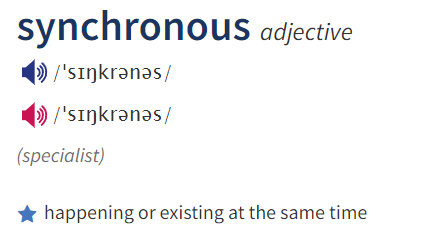 synchronous adjective
/ˈsɪŋkrənəs/
/ˈsɪŋkrənəs/
(specialist)
happening or existing at the same time